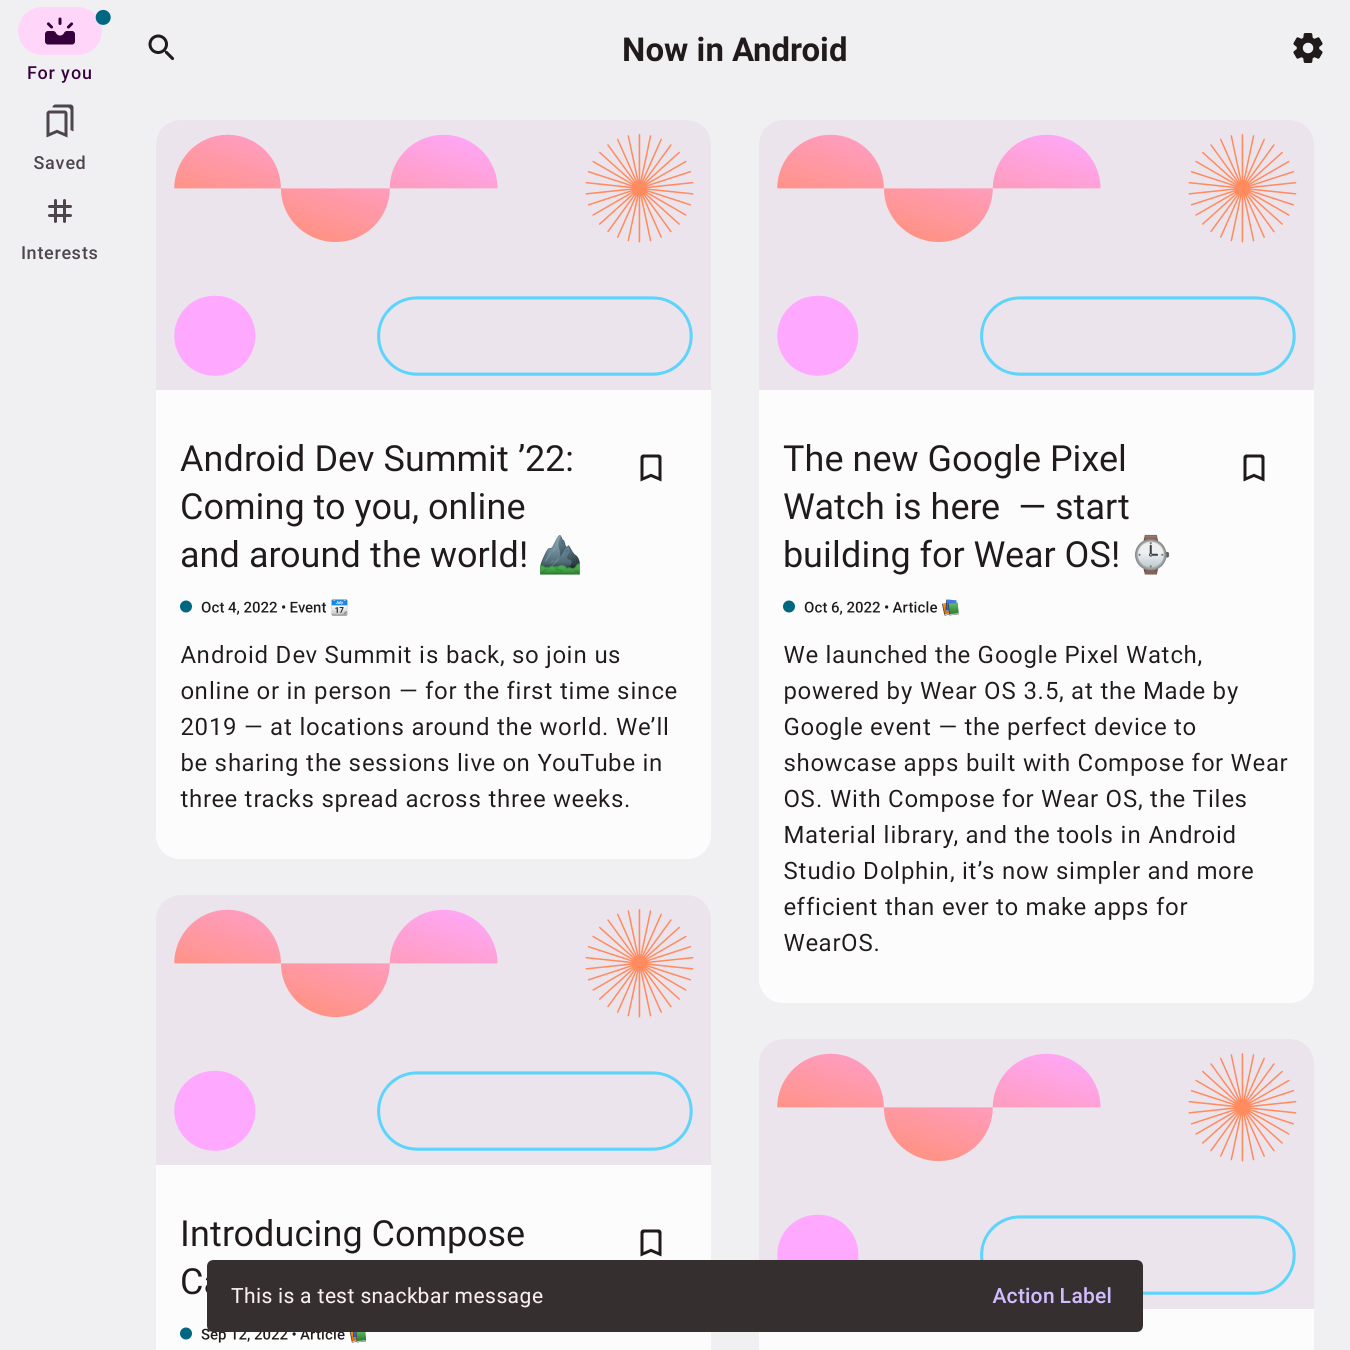 For you
Saved
Interests
Now in Android
Android Dev Summit ’22:
Coming to you, online
and around the world! ⛰️
Oct 4, 2022 • Event 📅
Android Dev Summit is back, so join us
online or in person — for the first time since
2019 — at locations around the world. We’ll
be sharing the sessions live on YouTube in
three tracks spread across three weeks.
The new Google Pixel
Watch is here  — start
building for Wear OS! ⌚
Oct 6, 2022 • Article 📚
We launched the Google Pixel Watch,
powered by Wear OS 3.5, at the Made by
Google event — the perfect device to
showcase apps built with Compose for Wear
OS. With Compose for Wear OS, the Tiles
Material library, and the tools in Android
Studio Dolphin, it’s now simpler and more
efficient than ever to make apps for
WearOS.
Introducing Compose
Sep 12, 2022 • Article 📚
This is a test snackbar message
Action Label